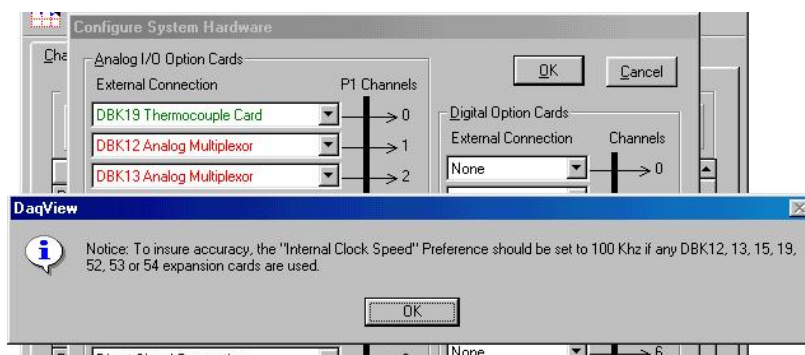 Configure System Hardware
Cha
Analog I/O Option Cards
External Connection P1 Channels
OK Cancel
DBK19 Thermocouple Card 0
DBK12 Analog Multiplexor 1
DBK13 Analog Multiplexor 2
Digital Option Cards
External Connection Channels
None 0
DaqView
Notice: To insure accuracy, the "Internal Clock Speed" Preference should be set to 100 Khz if any DBK12, 13, 15, 19,
52, 53 or 54 expansion cards are used.
OK
None 6